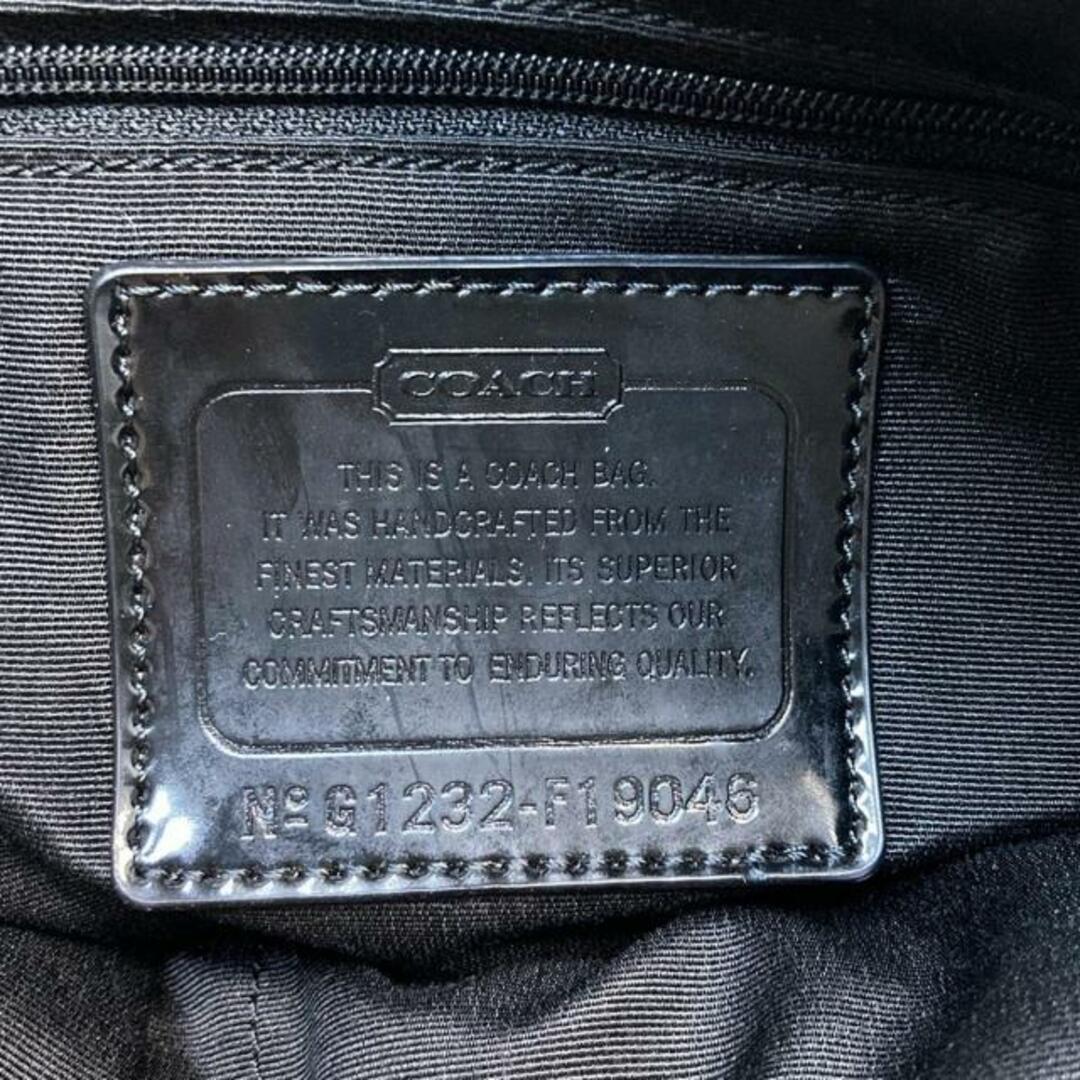 COACH
THIS IS A COACH BAG.
IT WAS HANDCRAFTED FROM THE
FINEST MATERIALS. ITS SUPERIOR
CRAFTSMANSHIP REFLECTS OUR
COMMITMENT TO ENDURING QUALITY.
Nº G1232-F19046